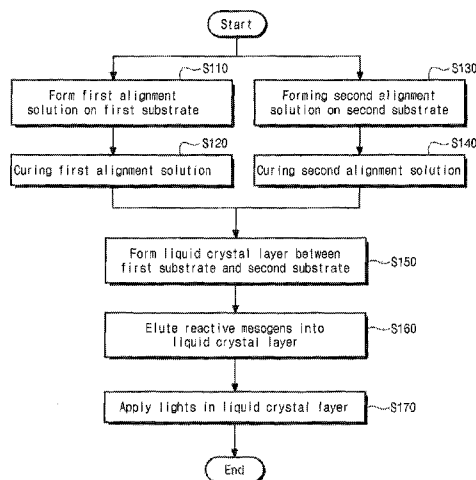 Start
S110
Form first alignment
solution on first substrate
S130
Forming second alignment
solution on second substrate
S120
Curing first alignment solution
S140
Curing second alignment solution
Form liquid crystal layer between
first substrate and second substrate
S150
Elute reactive mesogens into
liquid crystal layer
S160
Apply lights in liquid crystal layer
S170
End